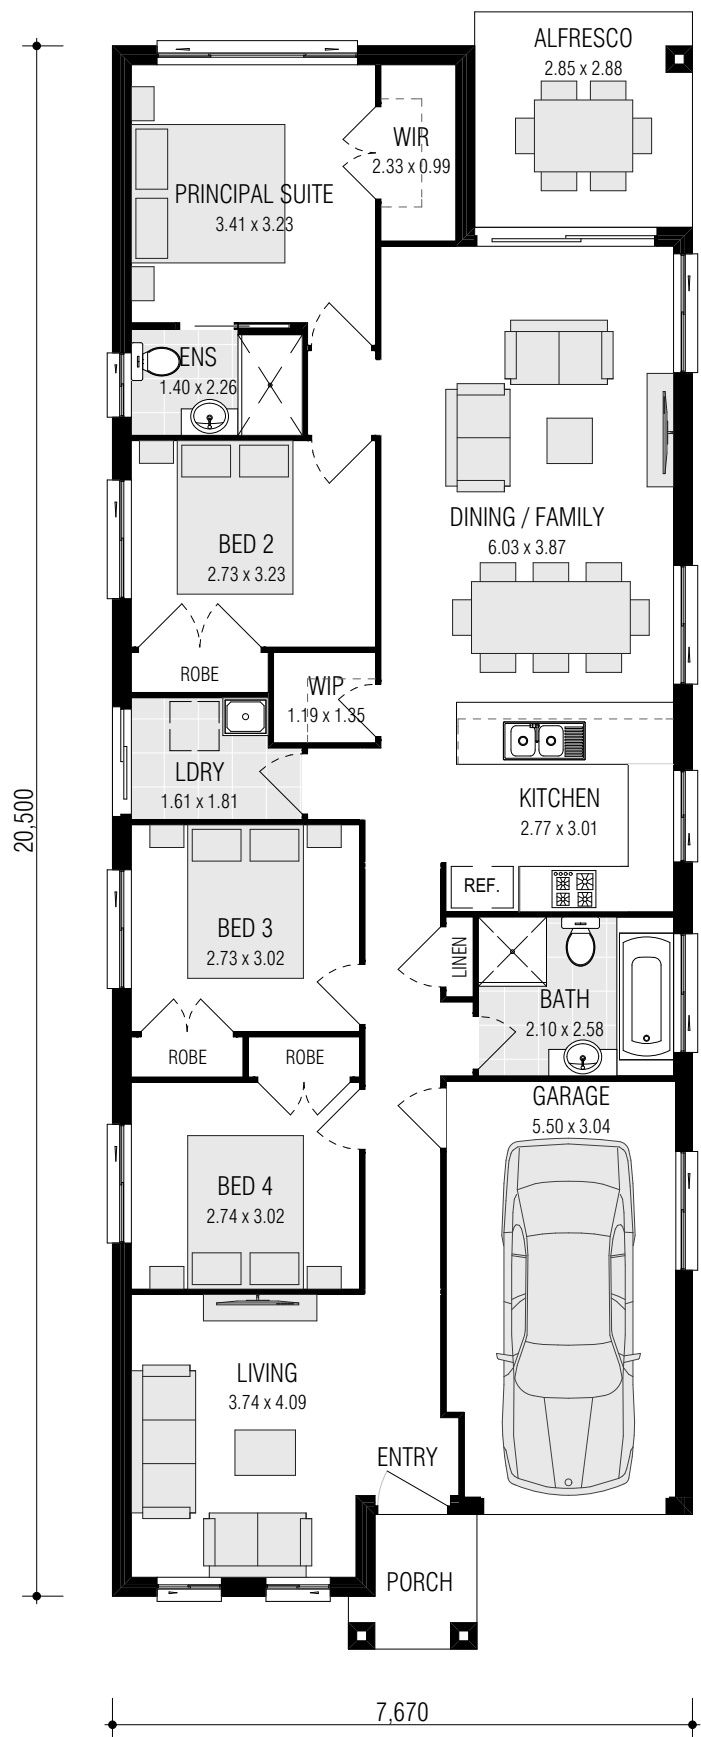 ALFRESCO
2.85 x 2.88
WIR
2.33 x 0.99
PRINCIPAL SUITE
3.41 x 3.23
ENS
1.40 x 2.26
DINING / FAMILY
6.03 x 3.87
BED 2
2.73 x 3.23
ROBE
WIP
1.19 x 1.35
LDRY
1.61 x 1.81
KITCHEN
2.77 x 3.01
20,500
REF.
BED 3
2.73 x 3.02
LINEN
BATH
2.10 x 2.58
ROBE
ROBE
GARAGE
5.50 x 3.04
BED 4
2.74 x 3.02
LIVING
3.74 x 4.09
ENTRY
PORCH
7,670